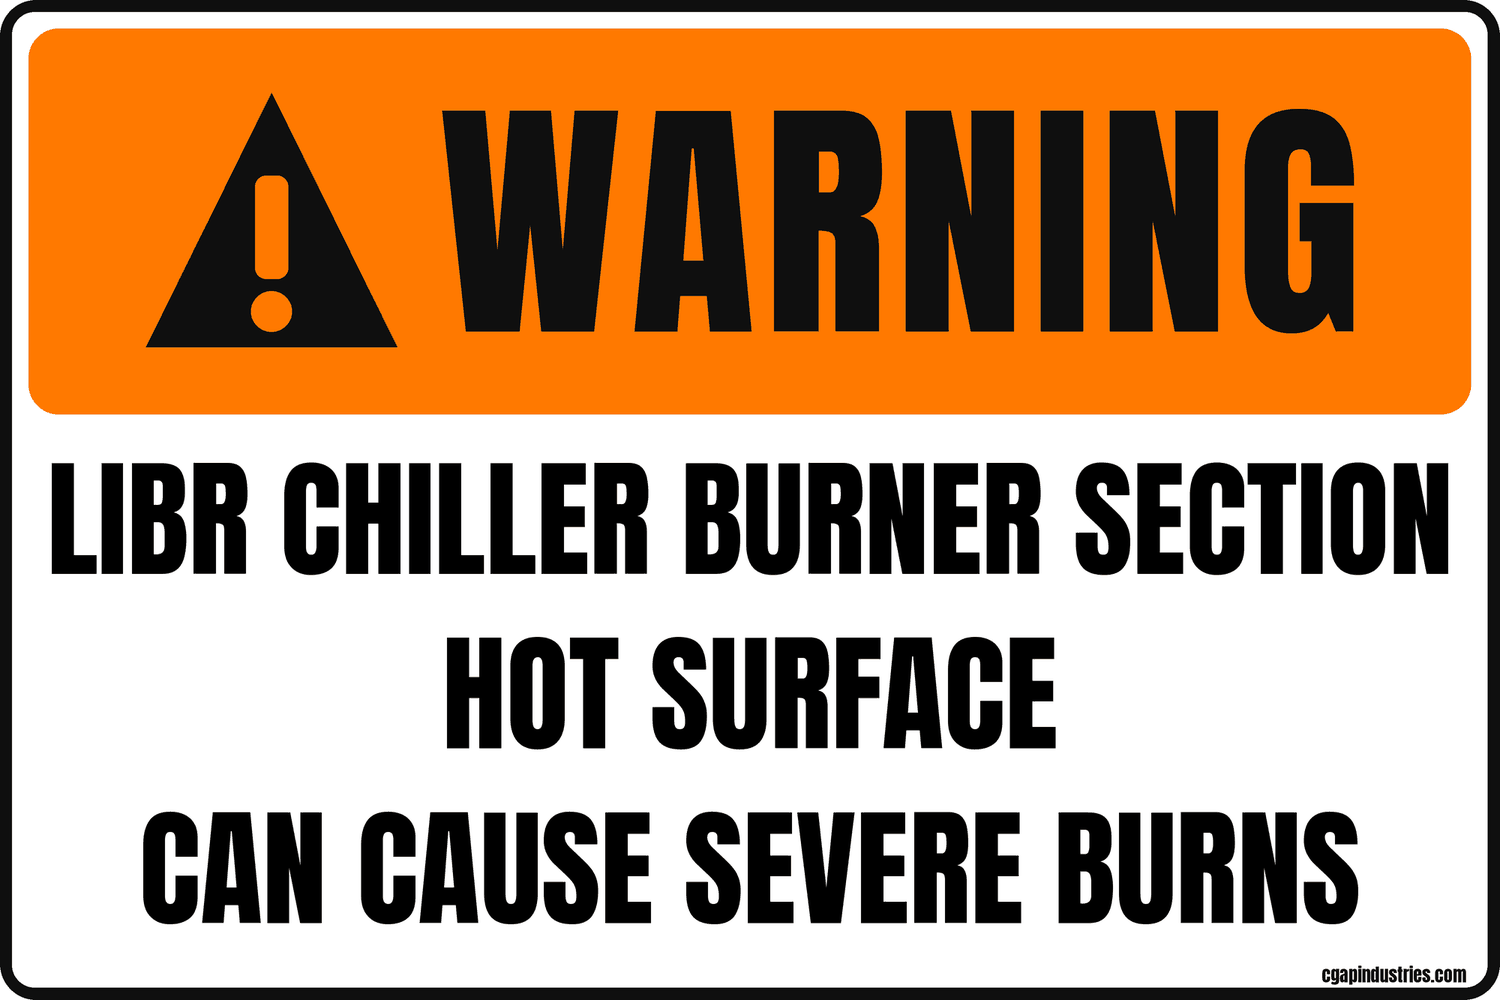 WARNING
LIBR CHILLER BURNER SECTION
HOT SURFACE
CAN CAUSE SEVERE BURNS
cgapindustries.com